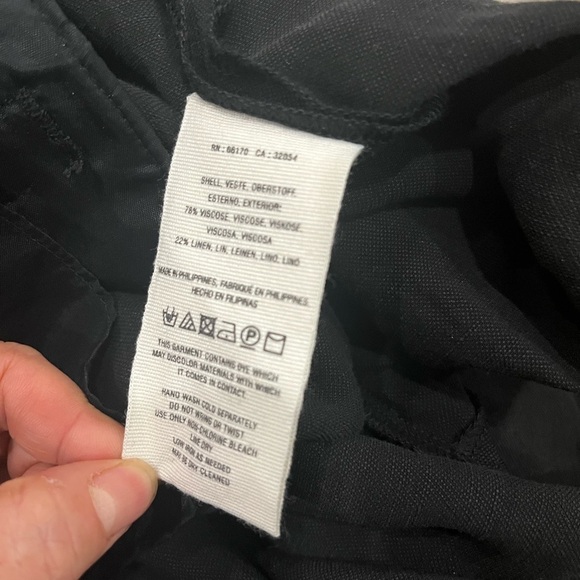 RN : 66170 CA : 32854
SHELL, VESTE, OBERSTOFF
ESTERNO, EXTERIOR
78% VISCOSE, VISCOSE, VISKOSE,
VISCOSA, VISCOSA
22% LINEN, LIN, LEINEN, LINO, LINO
MADE IN PHILIPPINES, FABRIQUÉ EN PHILIPPINES,
HECHO EN FILIPINAS
P
THIS GARMENT CONTAINS DYE WHICH
MAY DISCOLOR MATERIALS WITH WHICH
IT COMES IN CONTACT.
HAND WASH COLD SEPARATELY
DO NOT WRING OR TWIST
USE ONLY NON-CHLORINE BLEACH
LINE DRY
LOW IRON AS NEEDED
MAY BE DRY CLEANED